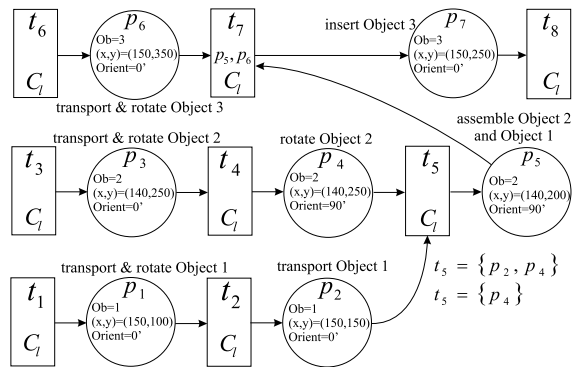 t6
p6
Ob=3
(x,y)=(150,350)
Orient=0'
Cl
transport & rotate Object 3
t7
p5, p6
Cl
insert Object 3
p7
Ob=3
(x,y)=(150,250)
Orient=0'
t8
Cl
transport & rotate Object 2
t3
Cl
p3
Ob=2
(x,y)=(140,250)
Orient=0'
t4
Cl
rotate Object 2
p4
Ob=2
(x,y)=(140,250)
Orient=90'
t5
Cl
assemble Object 2
and Object 1
p5
Ob=2
(x,y)=(140,200)
Orient=90'
t5 = {p2, p4}
t5 = {p4}
transport & rotate Object 1
t1
Cl
p1
Ob=1
(x,y)=(150,100)
Orient=0'
t2
Cl
transport Object 1
p2
Ob=1
(x,y)=(150,150)
Orient=0'